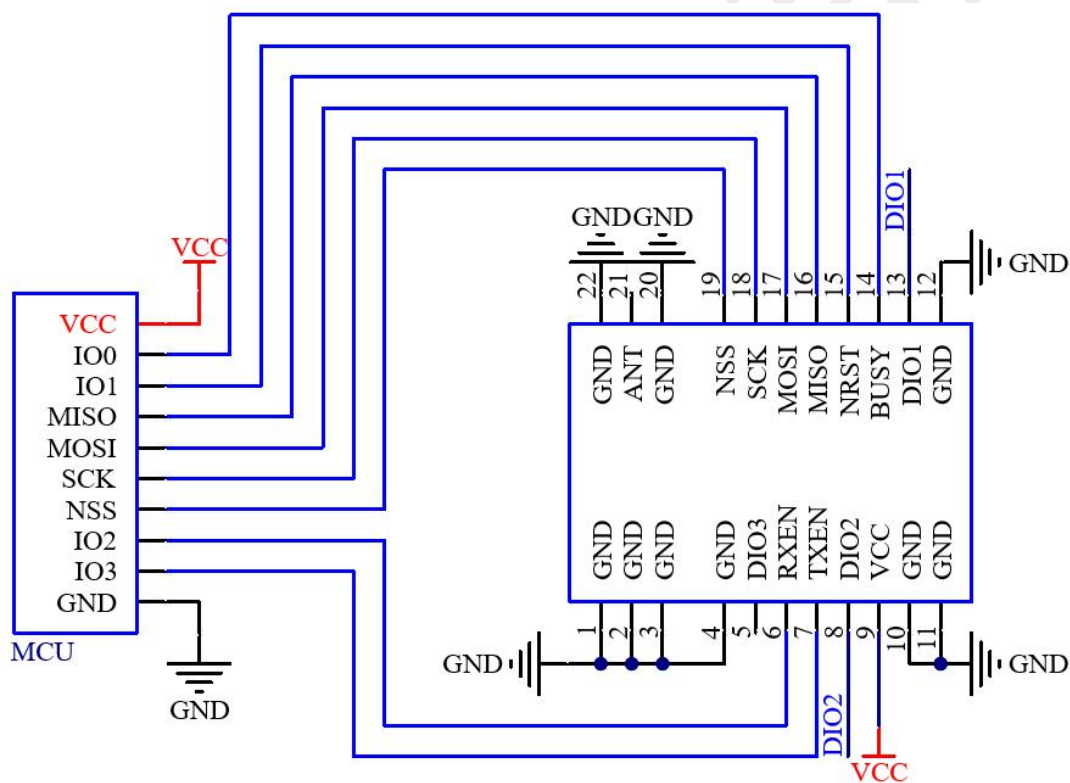 DIO1
GND GND
VCC
GND
22 21 20 19 18 17 16 15 14 13 12
VCC
IO0
IO1
MISO
MOSI
SCK
NSS
IO2
IO3
GND
MCU
GND
GND ANT GND NSS SCK MOSI MISO NRST BUSY DIO1 GND
GND GND GND GND DIO3 RXEN TXEN DIO2 VCC GND GND
1 2 3 4 5 6 7 8 9 10 11
GND
GND
DIO2
VCC